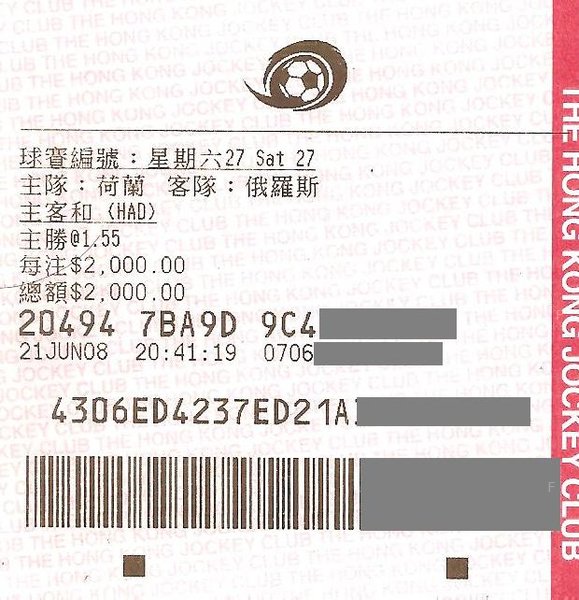 球賽編號：星期六27 Sat 27
主隊：荷蘭 客隊：俄羅斯
主客和 (HAD)
主勝@1.55
每注$2,000.00
總額$2,000.00
20494 7BA9D 9C4
21JUN08 20:41:19 0706
4306ED4237ED21A
THE HONG KONG JOCKEY CLUB